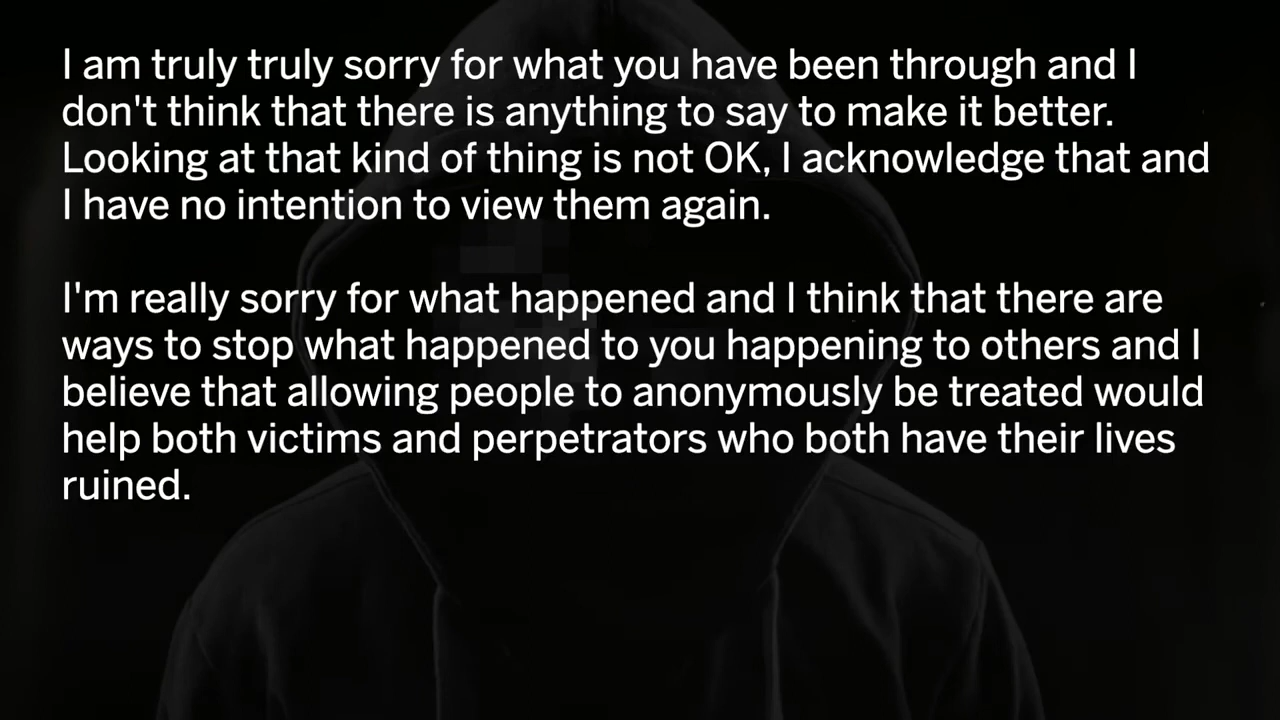 I am truly truly sorry for what you have been through and I
don't think that there is anything to say to make it better.
Looking at that kind of thing is not OK, I acknowledge that and
I have no intention to view them again.
I'm really sorry for what happened and I think that there are
ways to stop what happened to you happening to others and I
believe that allowing people to anonymously be treated would
help both victims and perpetrators who both have their lives
ruined.